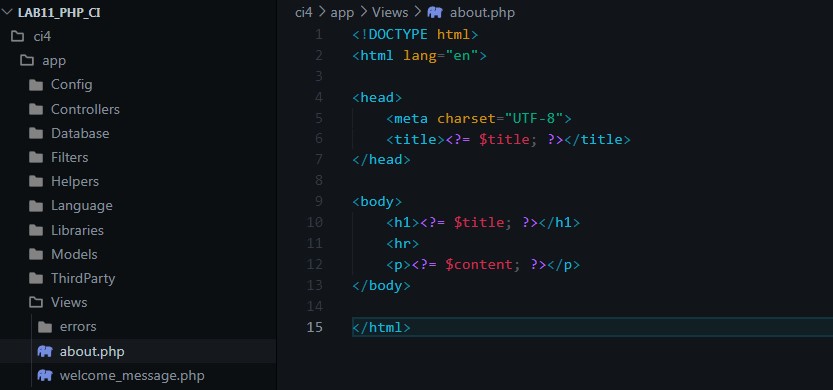 LAB11_PHP_CI
ci4
app
Config
Controllers
Database
Filters
Helpers
Language
Libraries
Models
ThirdParty
Views
errors
about.php
welcome_message.php
ci4 > app > Views > about.php
1 <!DOCTYPE html>
2 <html lang="en">
3
4 <head>
5     <meta charset="UTF-8">
6     <title><?= $title; ?></title>
7 </head>
8
9 <body>
10     <h1><?= $title; ?></h1>
11     <hr>
12     <p><?= $content; ?></p>
13 </body>
14
15 </html>